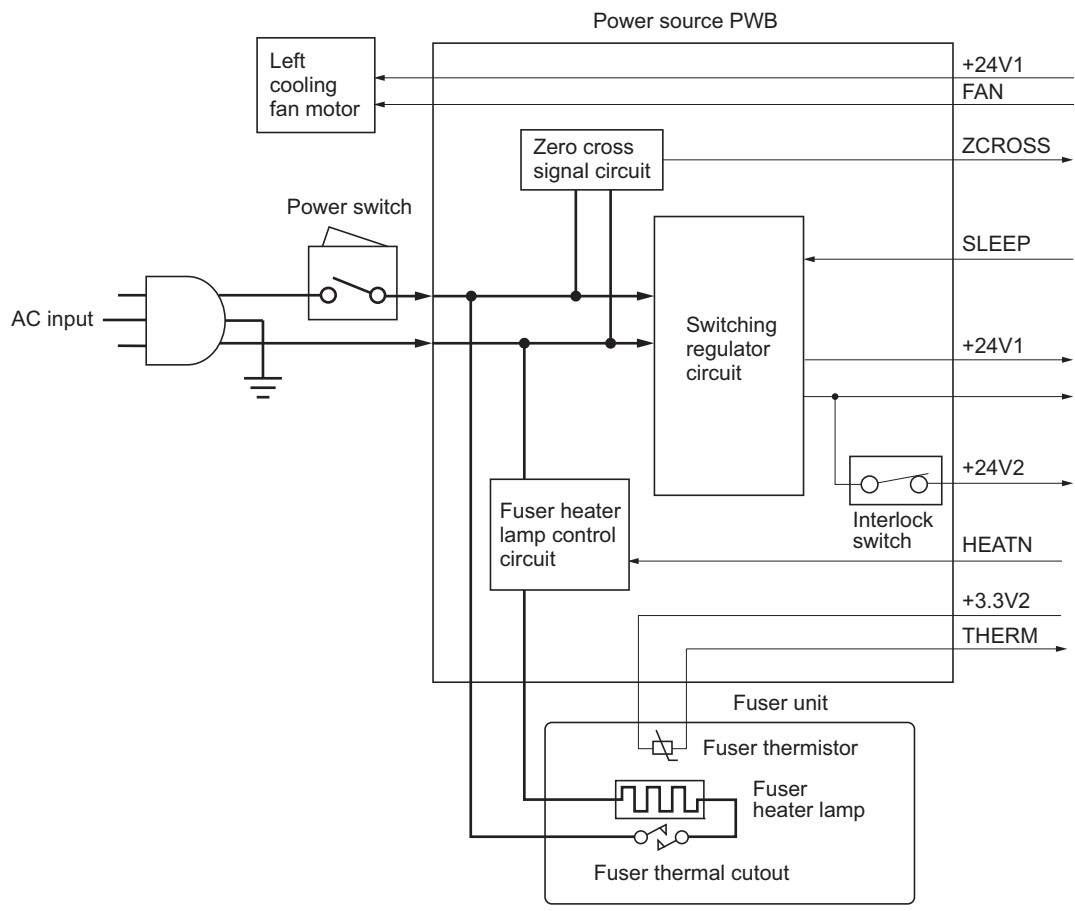 Power source PWB
Left
cooling
fan motor
+24V1
FAN
Zero cross
signal circuit
ZCROSS
Power switch
SLEEP
AC input
Switching
regulator
circuit
+24V1
+24V2
Interlock
switch
Fuser heater
lamp control
circuit
HEATN
+3.3V2
THERM
Fuser unit
Fuser thermistor
Fuser
heater lamp
Fuser thermal cutout